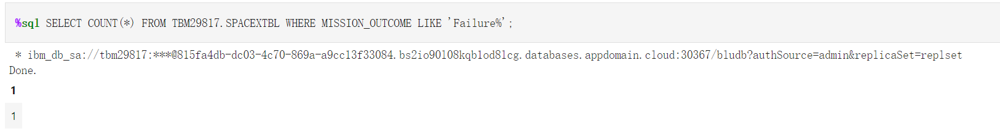 %sql SELECT COUNT(*) FROM TBM29817.SPACEXTBL WHERE MISSION_OUTCOME LIKE 'Failure%';
* ibm_db_sa://tbm29817:***@815fa4db-dc03-4c70-869a-a9cc13f33084.bs2io90l08kqb1od8lcg.databases.appdomain.cloud:30367/bludb?authSource=admin&replicaSet=replset
Done.
1
1